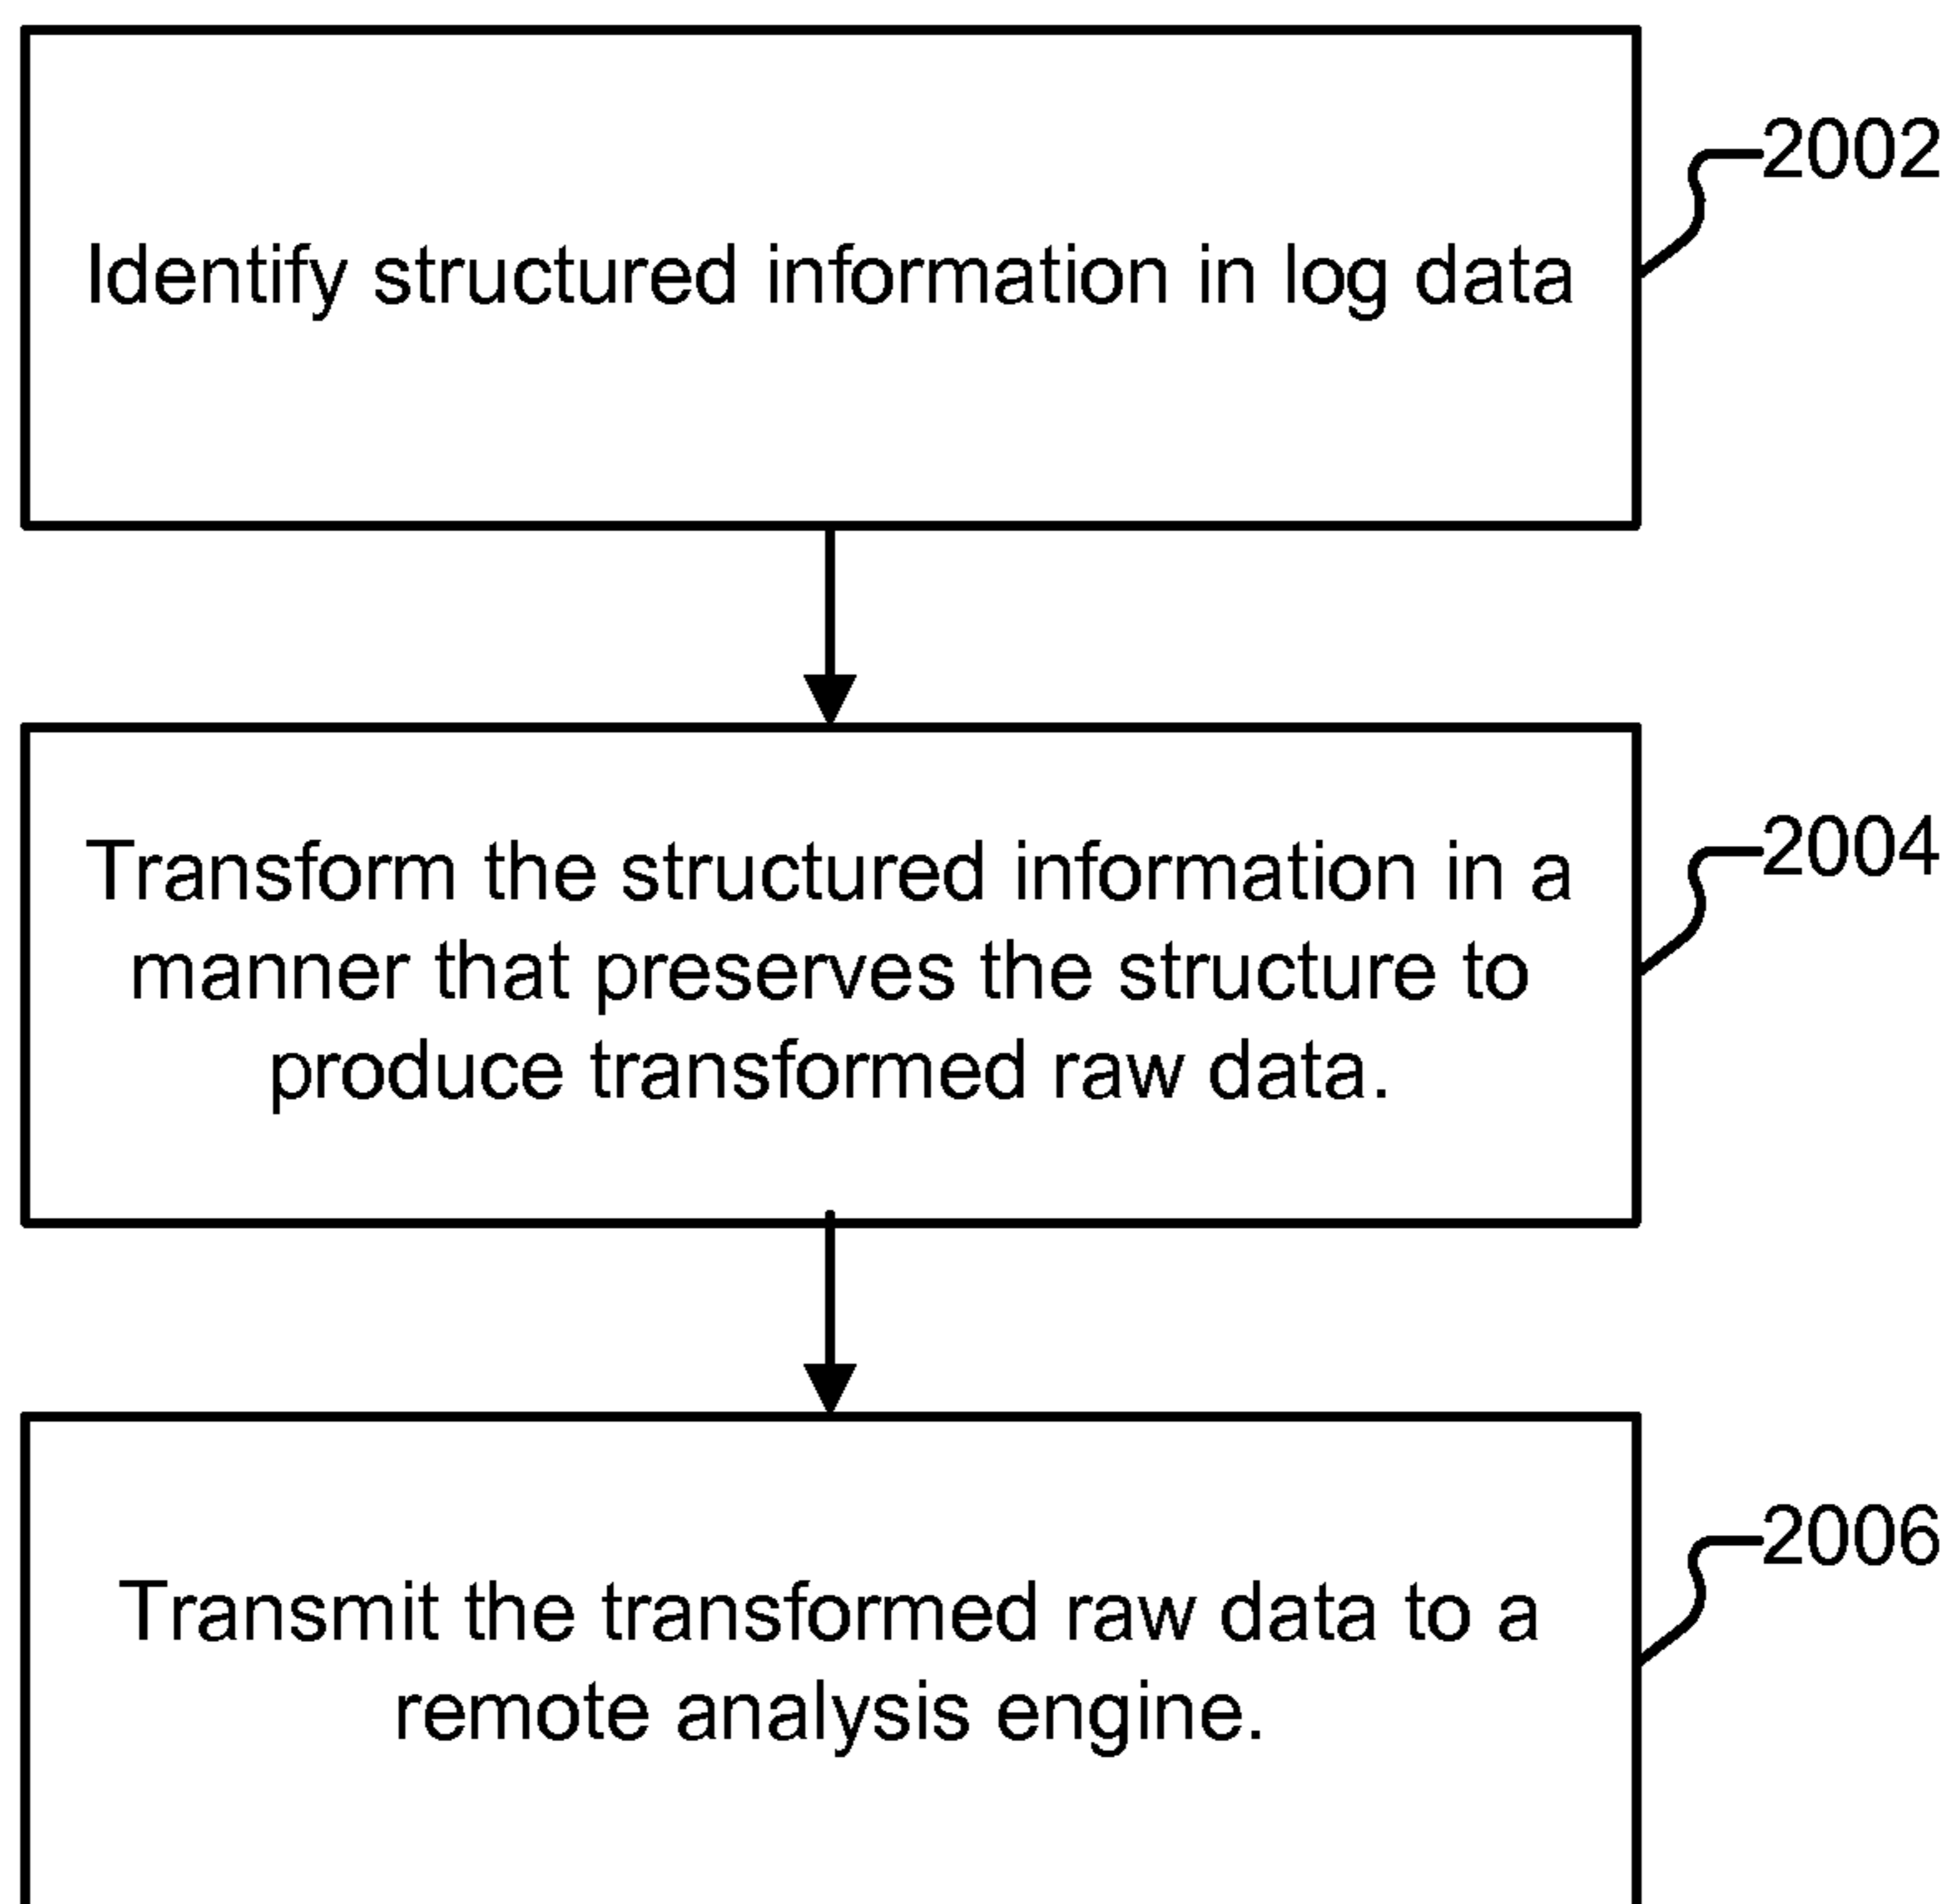 2002
Identify structured information in log data
2004
Transform the structured information in a
manner that preserves the structure to
produce transformed raw data.
2006
Transmit the transformed raw data to a
remote analysis engine.